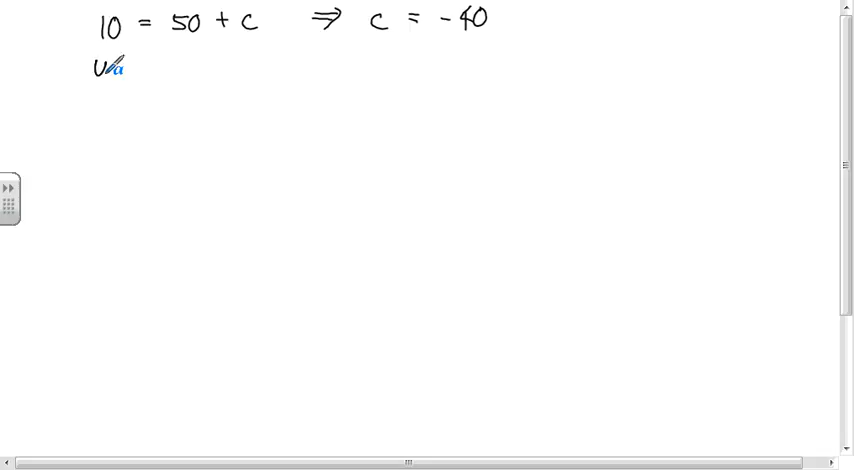 10 = 50 + c ⇒ c = -40